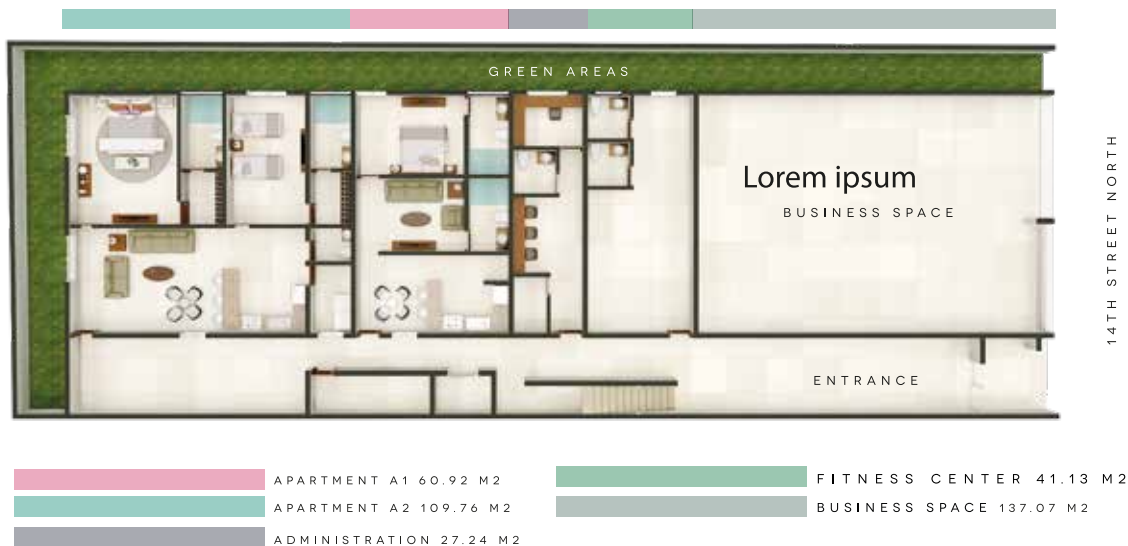 GREEN AREAS
Lorem ipsum
BUSINESS SPACE
14TH STREET NORTH
ENTRANCE
APARTMENT A1 60.92 M2
APARTMENT A2 109.76 M2
ADMINISTRATION 27.24 M2
FITNESS CENTER 41.13 M2
BUSINESS SPACE 137.07 M2